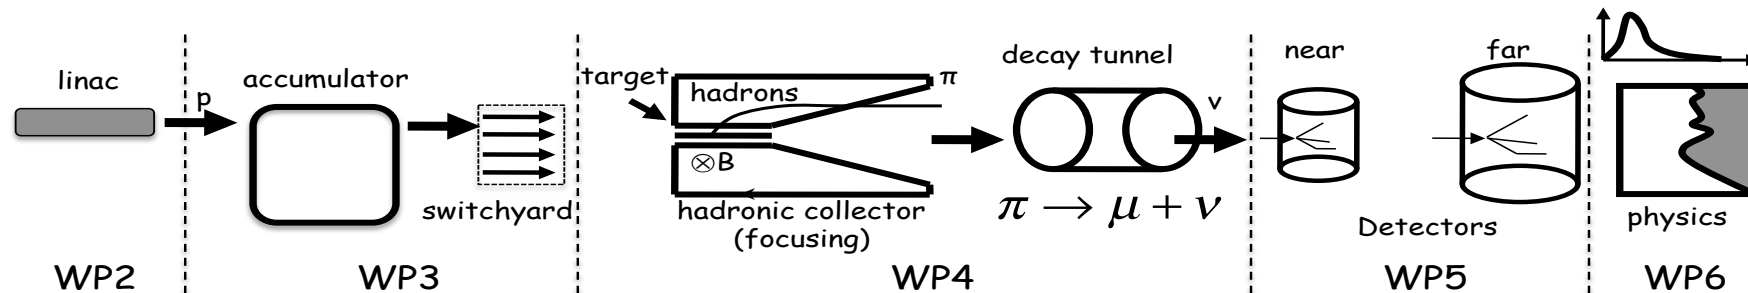 linac
p
accumulator
switchyard
target
hadrons
π
⊗B
hadronic collector
(focusing)
decay tunnel
ν
π → μ + ν
near
far
Detectors
physics
WP2
WP3
WP4
WP5
WP6